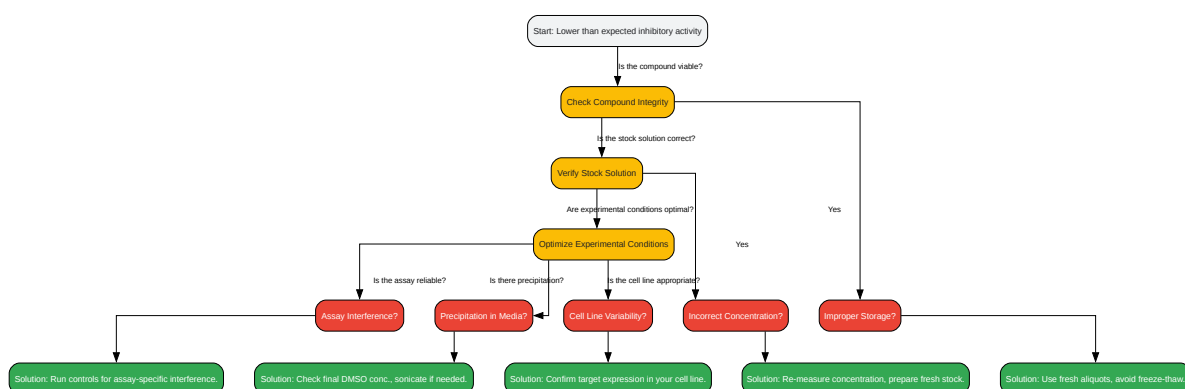 Start: Lower than expected inhibitory activity
Is the compound viable?
Check Compound Integrity
Is the stock solution correct?
Verify Stock Solution
Are experimental conditions optimal?
Yes
Optimize Experimental Conditions
Yes
Is the assay reliable?
Is there precipitation?
Is the cell line appropriate?
Assay Interference?
Precipitation in Media?
Cell Line Variability?
Incorrect Concentration?
Improper Storage?
Solution: Run controls for assay-specific interference.
Solution: Check final DMSO conc., sonicate if needed.
Solution: Confirm target expression in your cell line.
Solution: Re-measure concentration, prepare fresh stock.
Solution: Use fresh aliquots, avoid freeze-thaw.